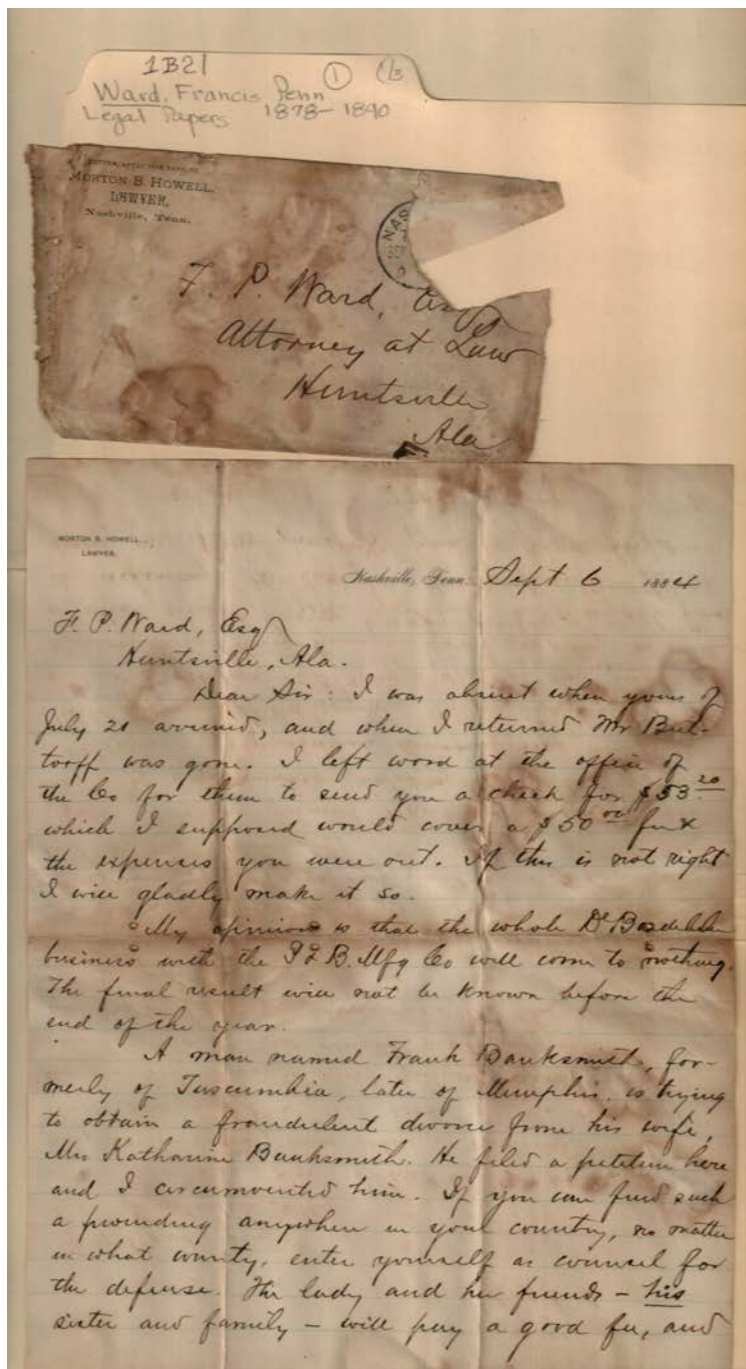 1B21
① 1/3
Ward, Francis Penn
Legal Papers 1878-1890
MORTON B. HOWELL,
LAWYER,
Nashville, Tenn.
NAS
F. P. Ward, Esq
Attorney at Law
Huntsville
Ala
MORTON B. HOWELL,
LAWYER.
Nashville, Tenn. Sept 6 1884
F. P. Ward, Esq
Huntsville, Ala.
Dear Sir: I was absent when yours of
July 21 arrived, and when I returned Mr But-
torff was gone. I left word at the office of
the Co for them to send you a check for $53.20
which I supposed would cover a $50.00 fee &
the expenses you were out. If this is not right
I will gladly make it so.
My opinion is that the whole
business with the B. Mfg Co will come to nothing.
The final result will not be known before the
end of the year.
A man named Frank Banksmith, for-
merly of Tuscumbia, later of Memphis, is trying
to obtain a fraudulent divorce from his wife,
Mrs Katharine Banksmith. He filed a petition here
and I circumvented him. If you can find such
a proceeding anywhere in your country, no matter
in what county, enter yourself as counsel for
the defense. The lady and her friends - his
sister and family - will pay a good fee, and